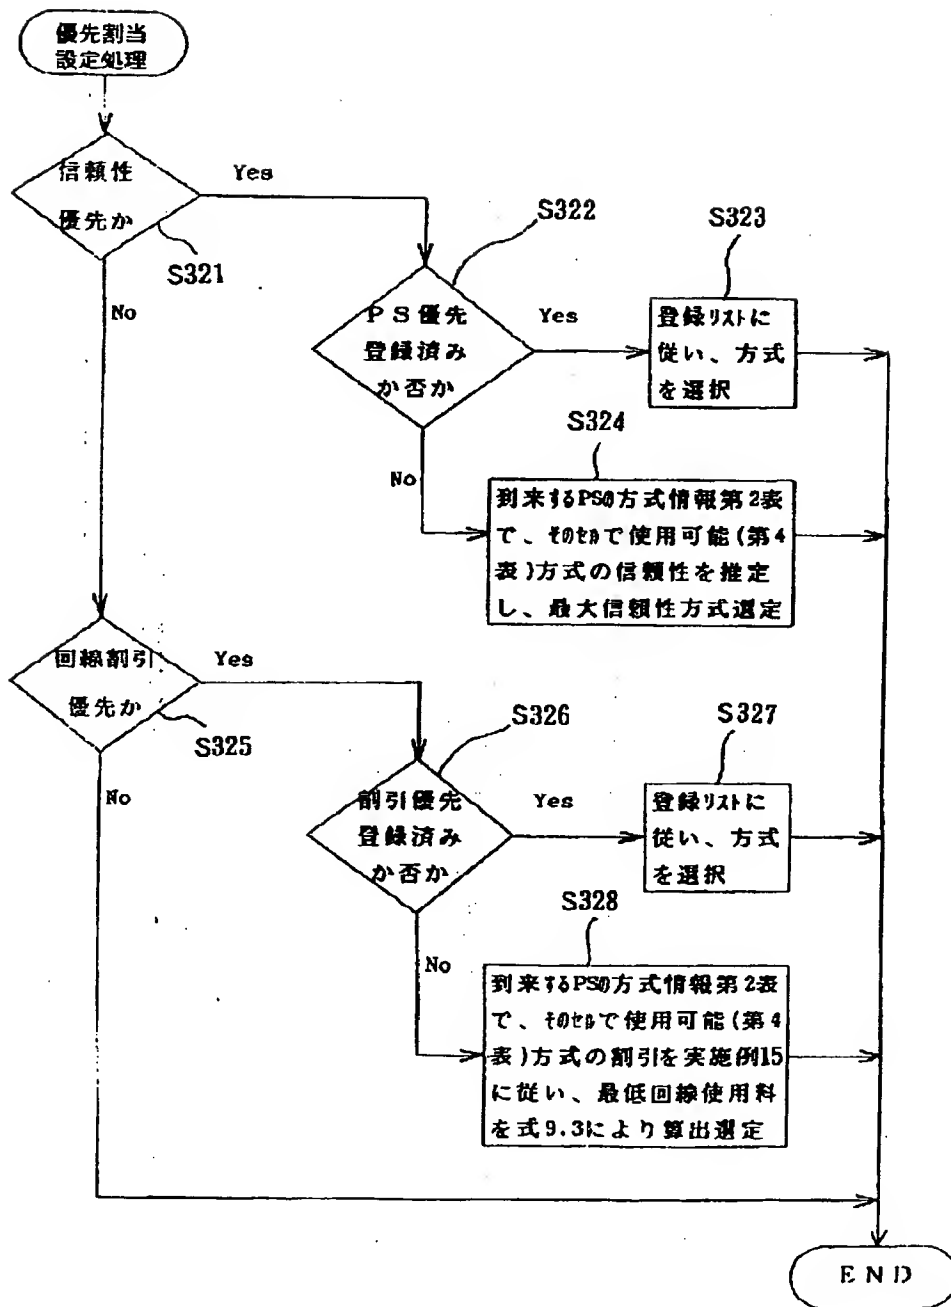 優先割当
設定処理
信頼性
優先か
Yes
S321
No
S322
PS優先
登録済み
か否か
Yes
No
S323
登録リストに
従い、方式
を選択
S324
到来するPSの方式情報第2表
で、そのセルで使用可能(第4
表)方式の信頼性を推定
し、最大信頼性方式選定
回線割引
優先か
Yes
S325
No
S326
割引優先
登録済み
か否か
Yes
No
S327
登録リストに
従い、方式
を選択
S328
到来するPSの方式情報第2表
で、そのセルで使用可能(第4
表)方式の割引を実施例15
に従い、最低回線使用料
を式9.3により算出選定
END